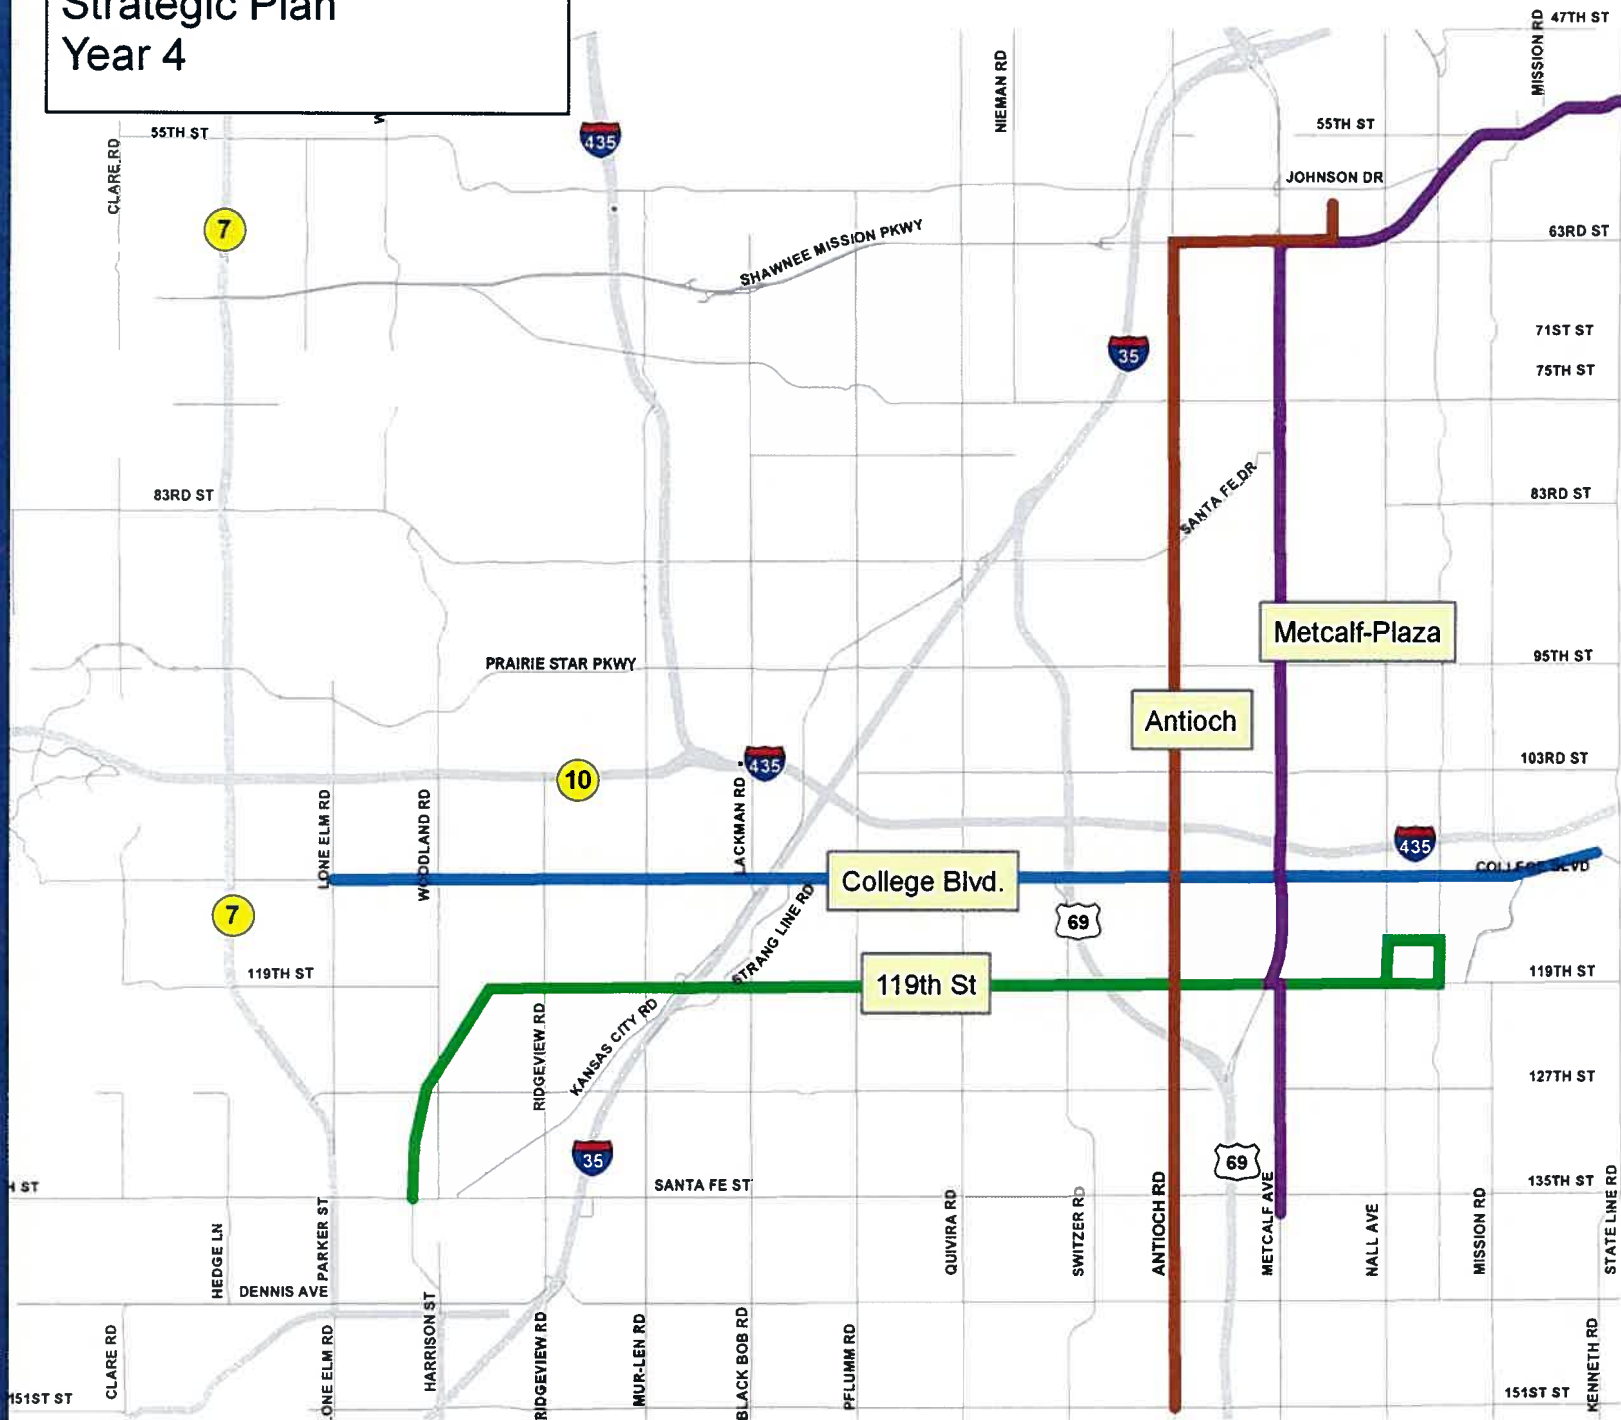 Strategic Plan
Year 4
47TH ST
MISSION RD
NIEMAN RD
55TH ST
435
55TH ST
CLARE RD
JOHNSON DR
7
63RD ST
SHAWNEE MISSION PKWY
71ST ST
35
75TH ST
83RD ST
83RD ST
SANTA FE DR
Metcalf-Plaza
95TH ST
PRAIRIE STAR PKWY
Antioch
103RD ST
435
10
LONE ELM RD
WOODLAND RD
LACKMAN RD
435
COLLEGE BLVD
College Blvd.
7
69
STRANG LINE RD
119TH ST
119TH ST
119th St
KANSAS CITY RD
RIDGEVIEW RD
127TH ST
35
69
SANTA FE ST
135TH ST
H ST
HEDGE LN
PARKER ST
QUIVIRA RD
SWITZER RD
ANTIOCH RD
METCALF AVE
NALL AVE
MISSION RD
STATE LINE RD
DENNIS AVE
CLARE RD
LONE ELM RD
HARRISON ST
RIDGEVIEW RD
MUR-LEN RD
BLACK BOB RD
PFLUMM RD
KENNETH RD
151ST ST
151ST ST